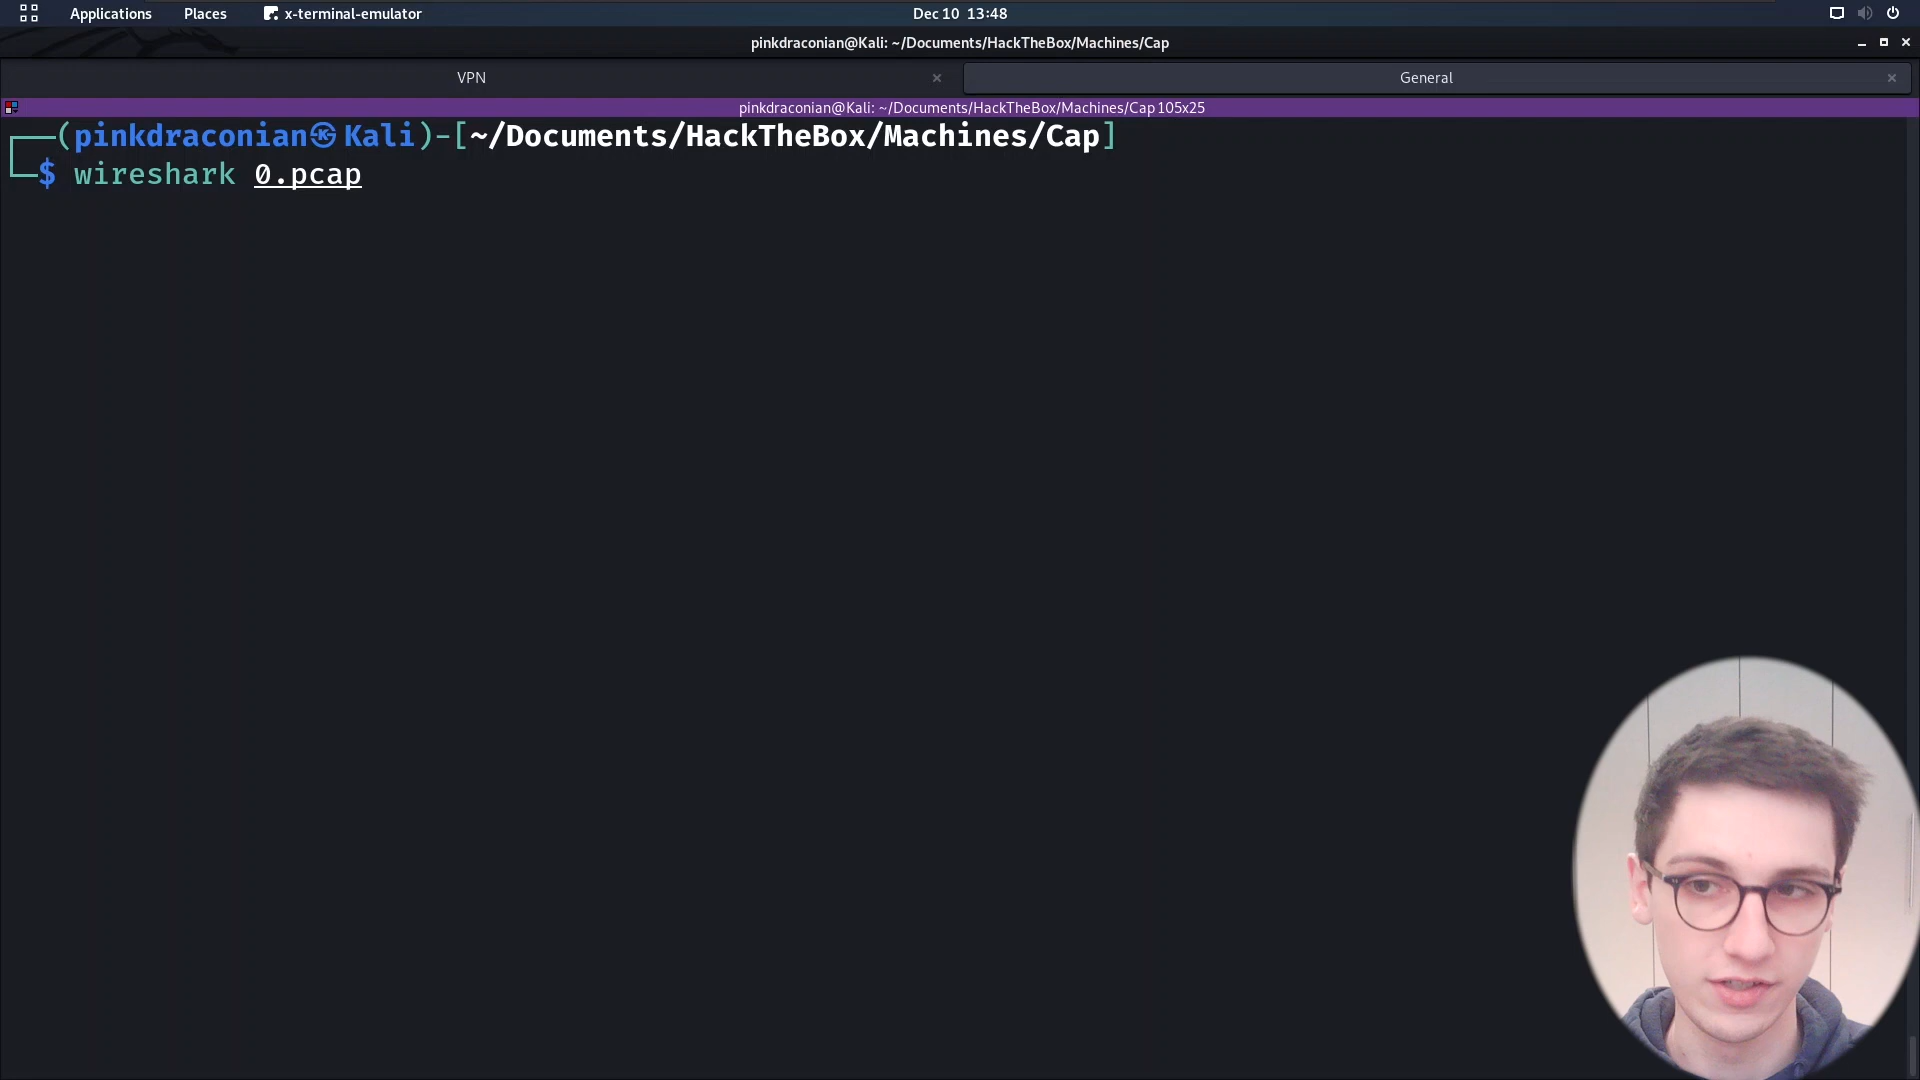 Applications Places x-terminal-emulator Dec 10 13:48
pinkdraconian@Kali: ~/Documents/HackTheBox/Machines/Cap
VPN × General ×
pinkdraconian@Kali: ~/Documents/HackTheBox/Machines/Cap 105x25
┌──(pinkdraconian㉿Kali)-[~/Documents/HackTheBox/Machines/Cap]
└─$ wireshark 0.pcap